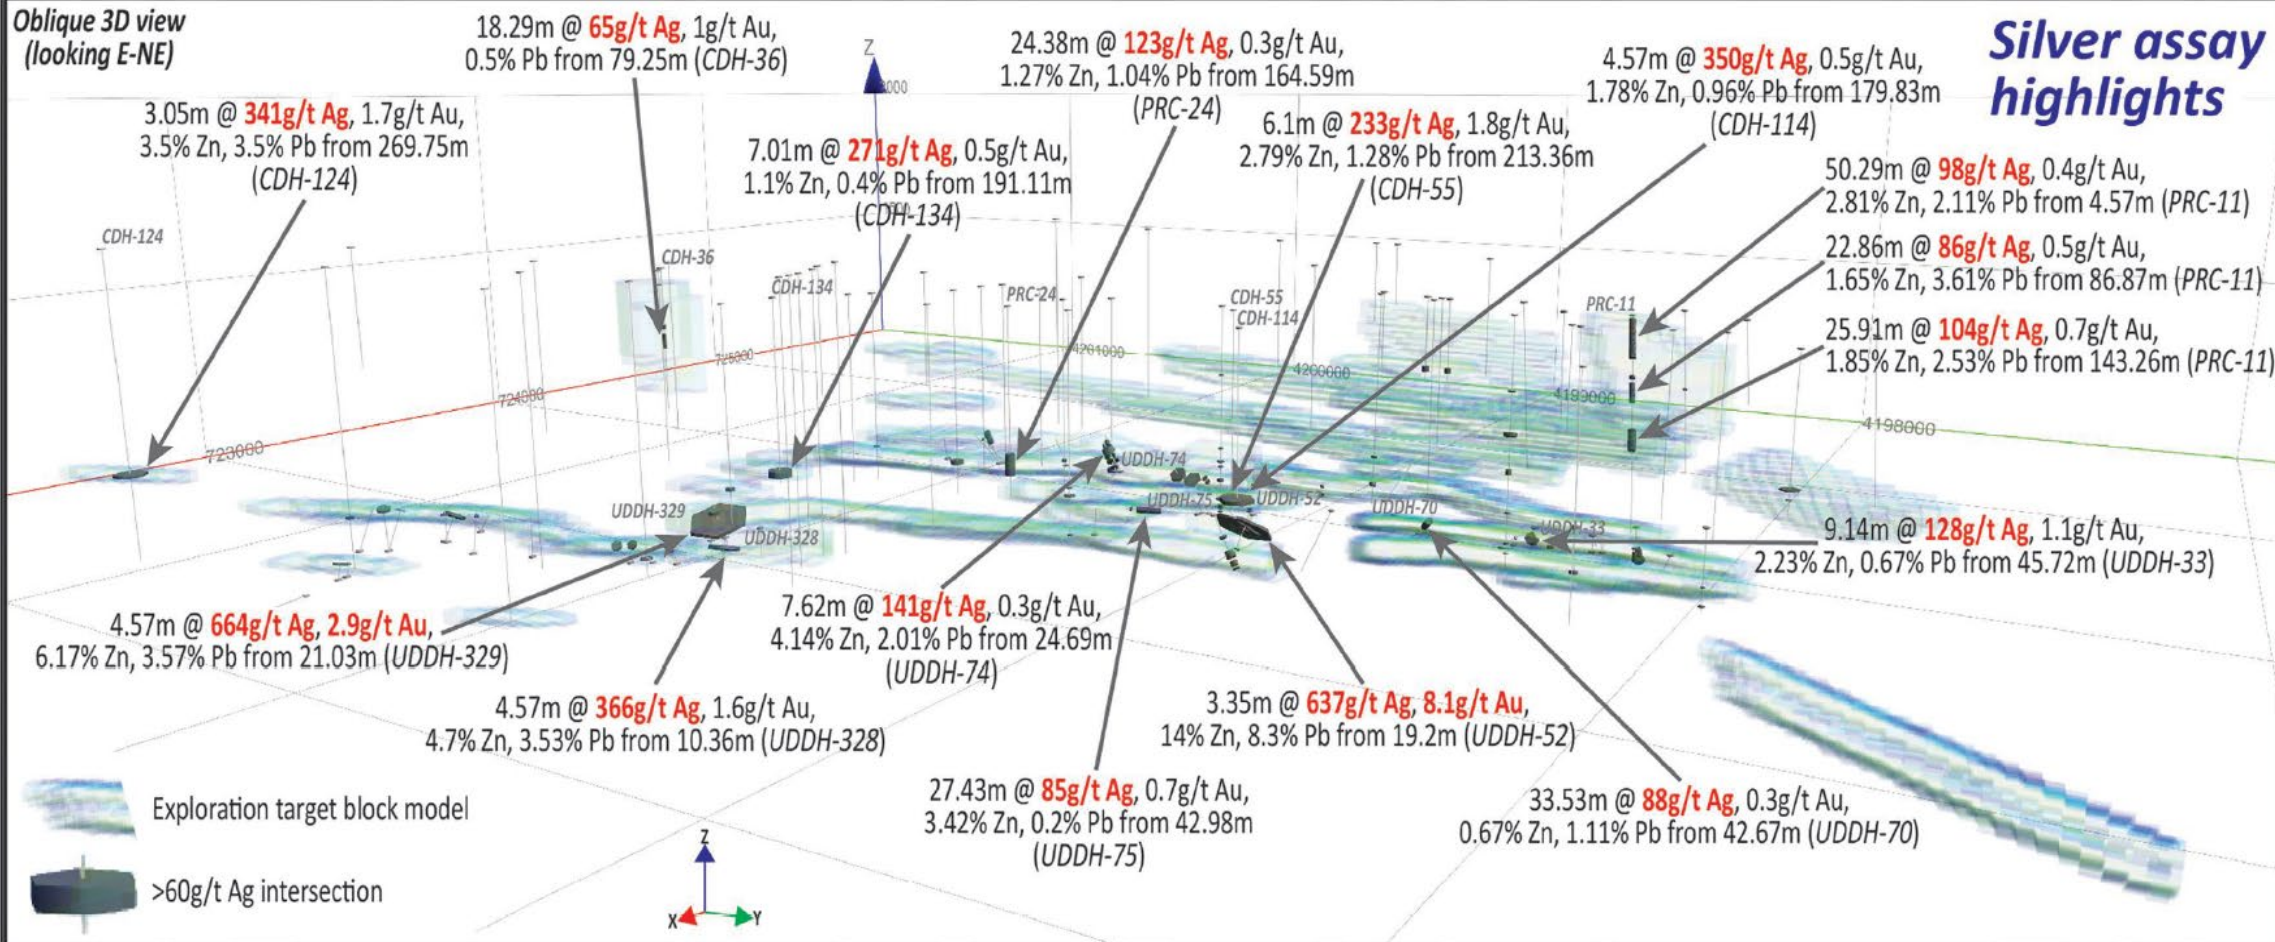 Oblique 3D view
(looking E-NE)
Silver assay
highlights
18.29m @ 65g/t Ag, 1g/t Au,
0.5% Pb from 79.25m (CDH-36)
24.38m @ 123g/t Ag, 0.3g/t Au,
1.27% Zn, 1.04% Pb from 164.59m
(PRC-24)
4.57m @ 350g/t Ag, 0.5g/t Au,
1.78% Zn, 0.96% Pb from 179.83m
(CDH-114)
3.05m @ 341g/t Ag, 1.7g/t Au,
3.5% Zn, 3.5% Pb from 269.75m
(CDH-124)
7.01m @ 271g/t Ag, 0.5g/t Au,
1.1% Zn, 0.4% Pb from 191.11m
(CDH-134)
6.1m @ 233g/t Ag, 1.8g/t Au,
2.79% Zn, 1.28% Pb from 213.36m
(CDH-55)
50.29m @ 98g/t Ag, 0.4g/t Au,
2.81% Zn, 2.11% Pb from 4.57m (PRC-11)
22.86m @ 86g/t Ag, 0.5g/t Au,
1.65% Zn, 3.61% Pb from 86.87m (PRC-11)
25.91m @ 104g/t Ag, 0.7g/t Au,
1.85% Zn, 2.53% Pb from 143.26m (PRC-11)
Z
CDH-124
CDH-36
CDH-134
PRC-24
CDH-55
CDH-114
PRC-11
725000
724000
723000
4201000
4200000
4199000
4198000
UDDH-74
UDDH-75
UDDH-52
UDDH-70
UDDH-33
UDDH-329
UDDH-328
9.14m @ 128g/t Ag, 1.1g/t Au,
2.23% Zn, 0.67% Pb from 45.72m (UDDH-33)
4.57m @ 664g/t Ag, 2.9g/t Au,
6.17% Zn, 3.57% Pb from 21.03m (UDDH-329)
7.62m @ 141g/t Ag, 0.3g/t Au,
4.14% Zn, 2.01% Pb from 24.69m
(UDDH-74)
4.57m @ 366g/t Ag, 1.6g/t Au,
4.7% Zn, 3.53% Pb from 10.36m (UDDH-328)
3.35m @ 637g/t Ag, 8.1g/t Au,
14% Zn, 8.3% Pb from 19.2m (UDDH-52)
27.43m @ 85g/t Ag, 0.7g/t Au,
3.42% Zn, 0.2% Pb from 42.98m
(UDDH-75)
33.53m @ 88g/t Ag, 0.3g/t Au,
0.67% Zn, 1.11% Pb from 42.67m (UDDH-70)
Exploration target block model
>60g/t Ag intersection
Z
X
Y